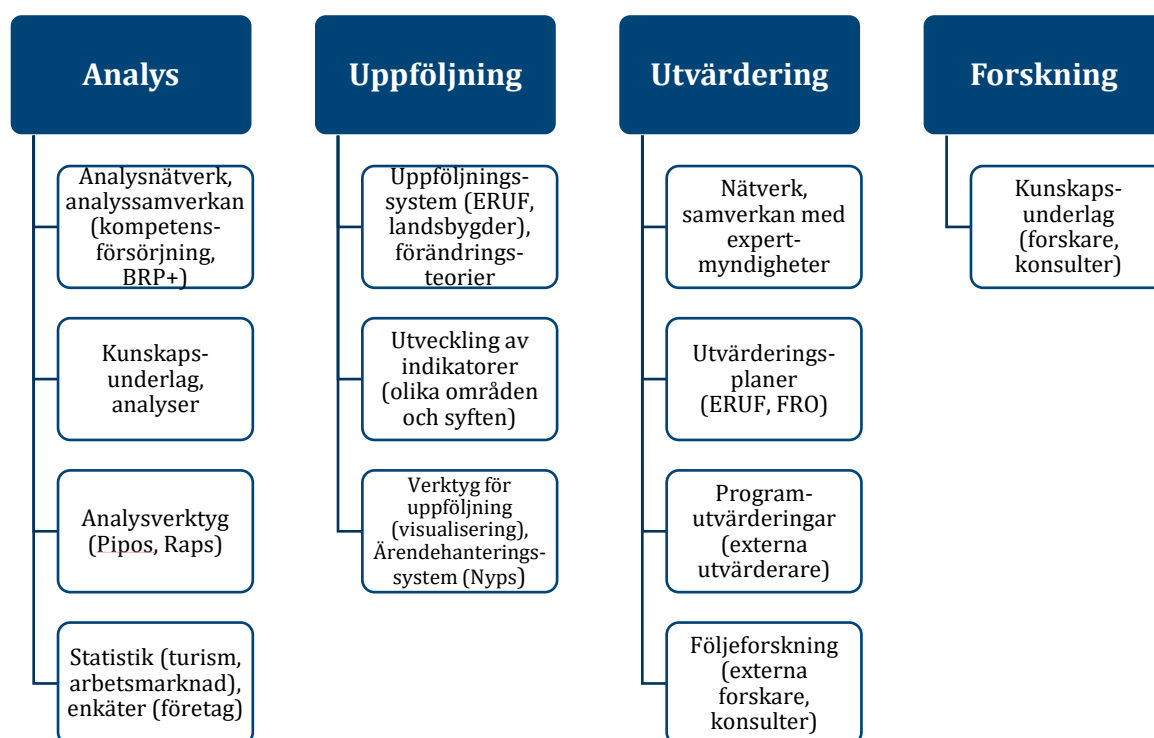 Analys
Analysnätverk,
analyssamverkan
(kompetens-
försörjning,
BRP+)
Kunskaps-
underlag,
analyser
Analysverktyg
(Pipos, Raps)
Statistik (turism,
arbetsmarknad),
enkäter (företag)
Uppföljning
Uppföljnings-
system (ERUF,
landsbygder),
förändrings-
teorier
Utveckling av
indikatorer
(olika områden
och syften)
Verktyg för
uppföljning
(visualisering),
Ärendehanterings-
system (Nyps)
Utvärdering
Nätverk,
samverkan med
expert-
myndigheter
Utvärderings-
planer
(ERUF, FRO)
Program-
utvärderingar
(externa
utvärderare)
Följeforskning
(externa
forskare,
konsulter)
Forskning
Kunskaps-
underlag
(forskare,
konsulter)